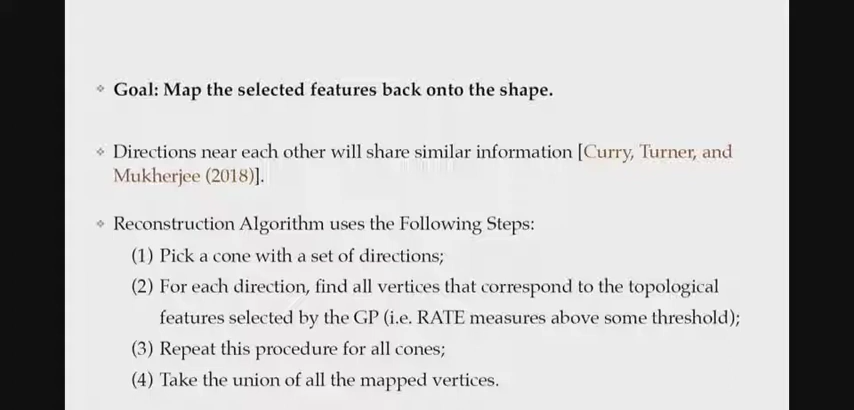 Goal: Map the selected features back onto the shape.
Directions near each other will share similar information [Curry, Turner, and
Mukherjee (2018)].
Reconstruction Algorithm uses the Following Steps:
(1) Pick a cone with a set of directions;
(2) For each direction, find all vertices that correspond to the topological
features selected by the GP (i.e. RATE measures above some threshold);
(3) Repeat this procedure for all cones;
(4) Take the union of all the mapped vertices.